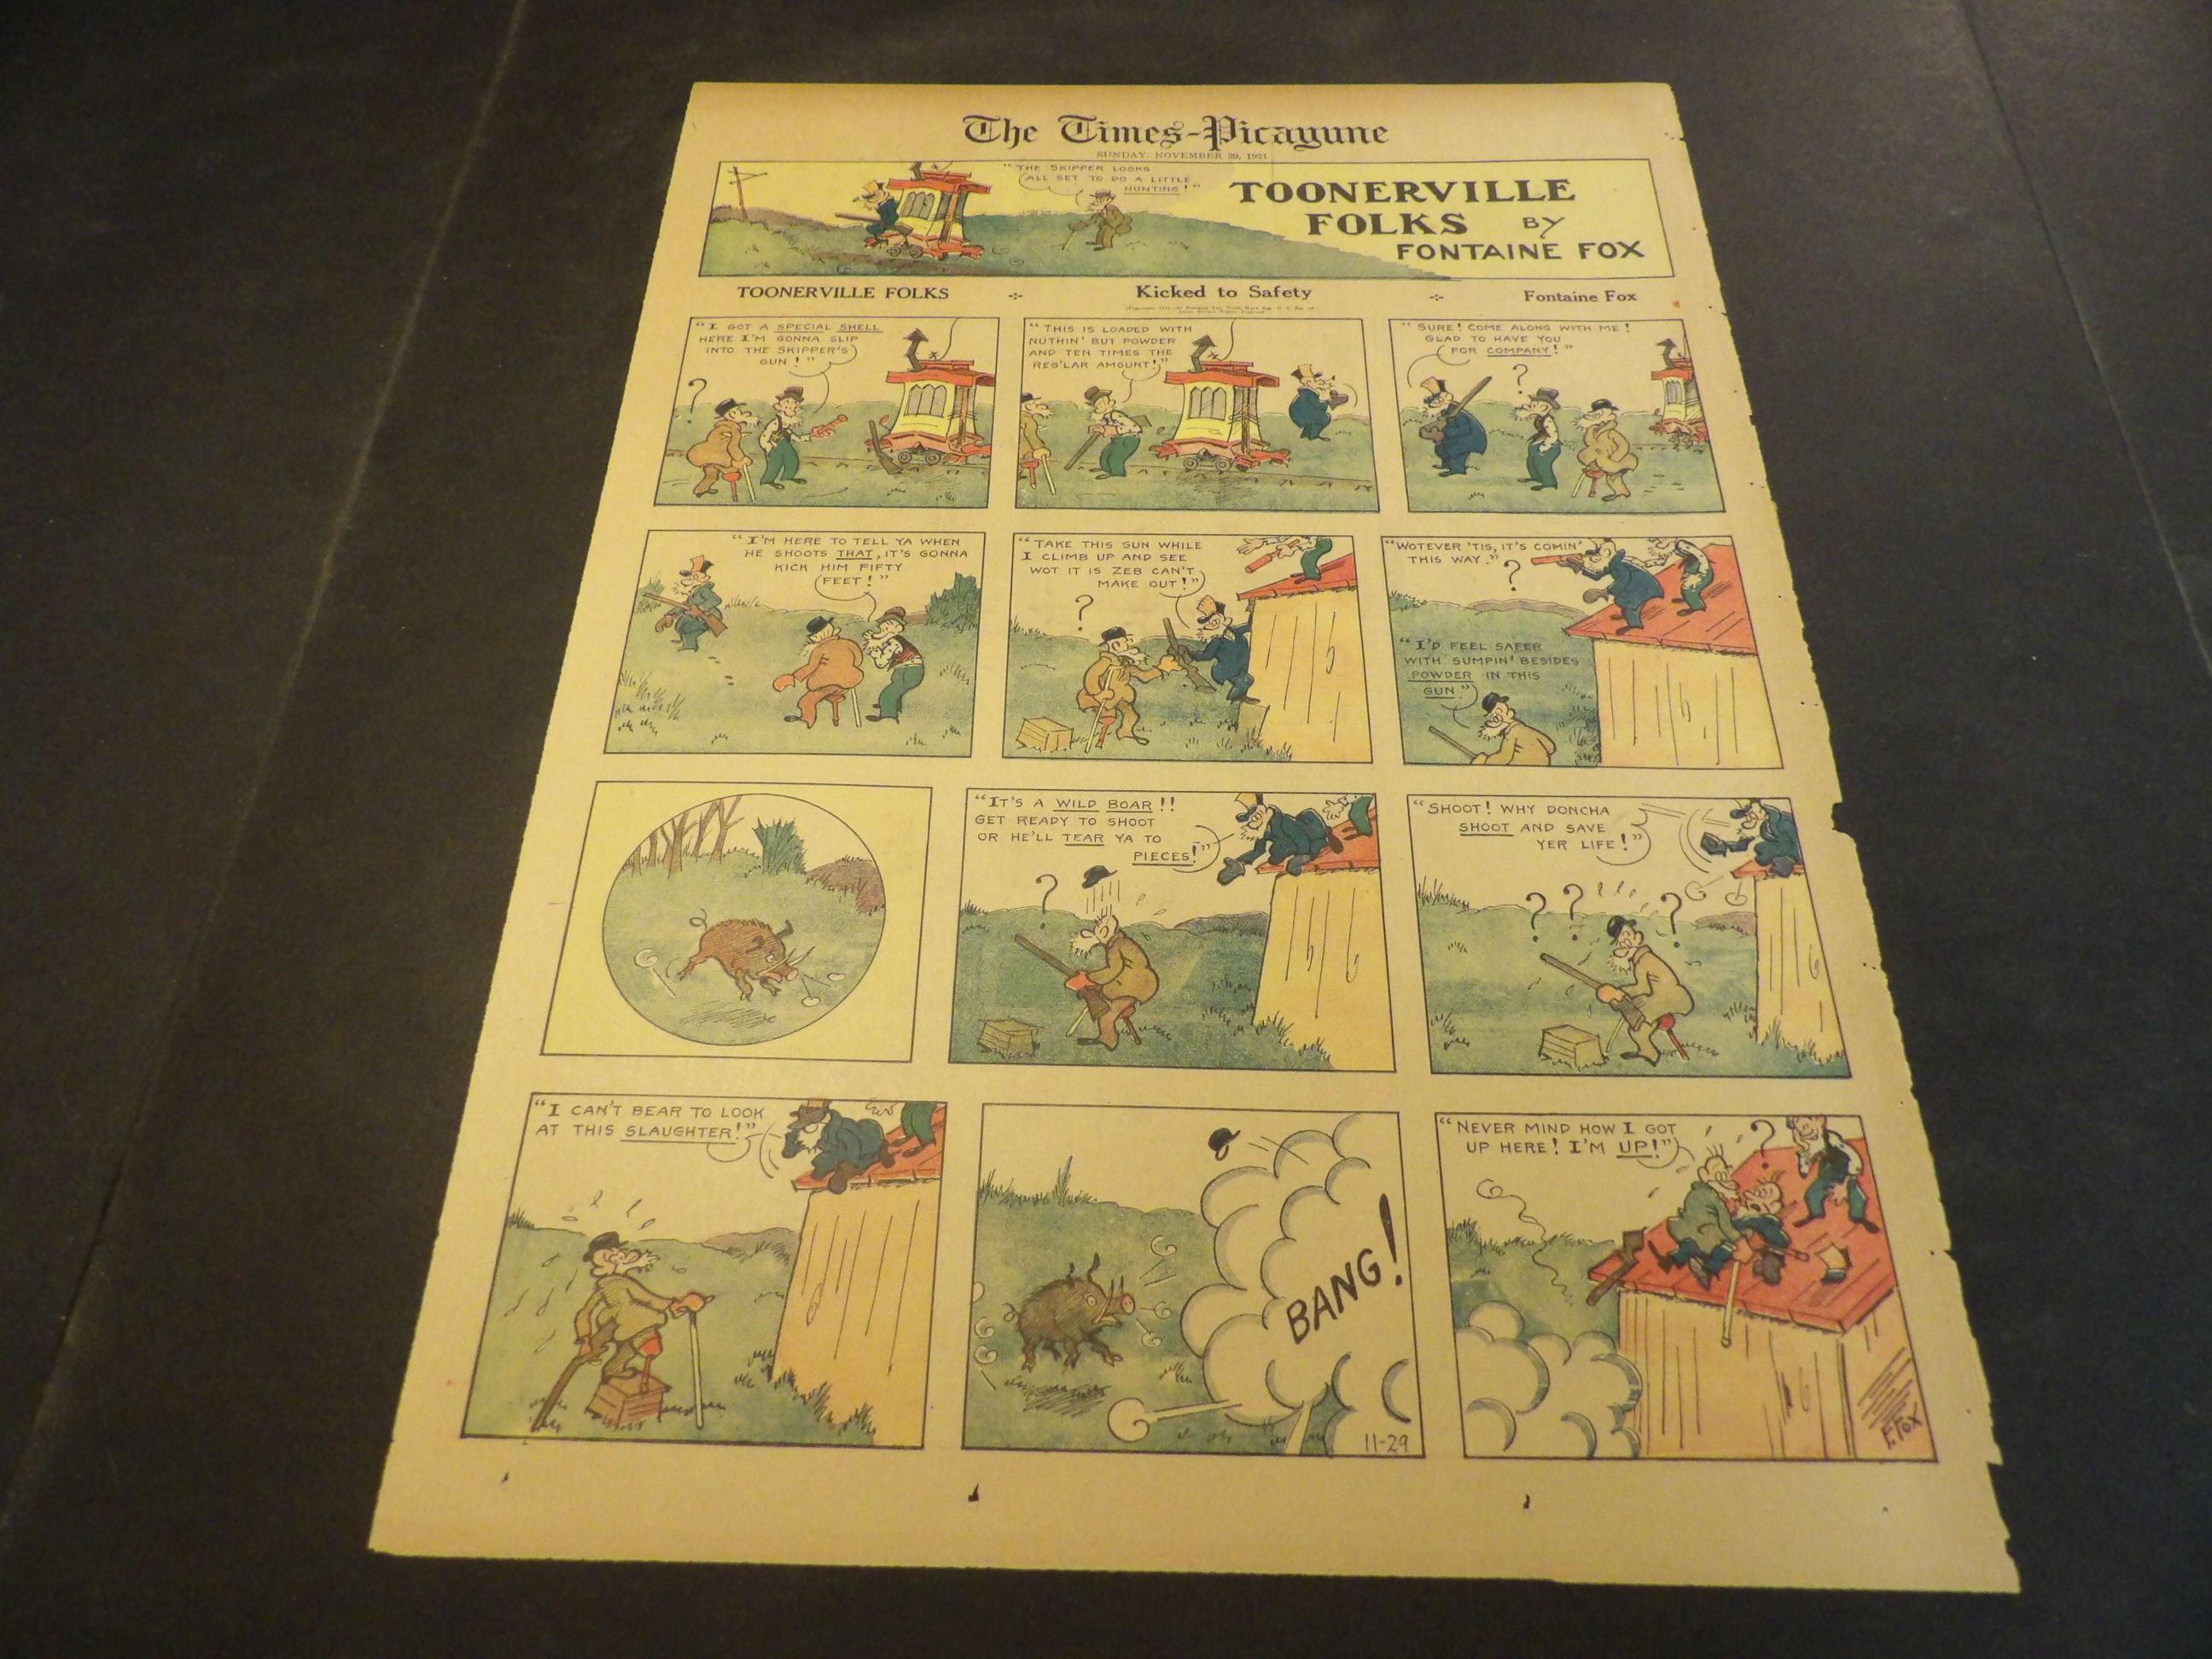 The Times-Picayune
SUNDAY, NOVEMBER 29, 1931
"THE SKIPPER LOOKS
ALL SET TO DO A LITTLE
HUNTING!"
TOONERVILLE
FOLKS BY
FONTAINE FOX
TOONERVILLE FOLKS
Kicked to Safety
Fontaine Fox
"I GOT A SPECIAL SHELL
HERE I'M GONNA SLIP
INTO THE SKIPPER'S
GUN!"
?
"THIS IS LOADED WITH
NUTHIN' BUT POWDER
AND TEN TIMES THE
REG'LAR AMOUNT!"
"SURE! COME ALONG WITH ME!
GLAD TO HAVE YOU
FOR COMPANY!"
?
"I'M HERE TO TELL YA WHEN
HE SHOOTS THAT, IT'S GONNA
KICK HIM FIFTY
FEET!"
"TAKE THIS GUN WHILE
I CLIMB UP AND SEE
WOT IT IS ZEB CAN'T
MAKE OUT!"
?
"WOTEVER 'TIS, IT'S COMIN'
THIS WAY."
?
"I'D FEEL SAFER
WITH SUMPIN' BESIDES
POWDER IN THIS
GUN."
"IT'S A WILD BOAR!!
GET READY TO SHOOT
OR HE'LL TEAR YA TO
PIECES!"
?
"SHOOT! WHY DONCHA
SHOOT AND SAVE
YER LIFE!"
? ? ?
"I CAN'T BEAR TO LOOK
AT THIS SLAUGHTER!"
BANG!
11-29
"NEVER MIND HOW I GOT
UP HERE! I'M UP!"
?
F. FOX